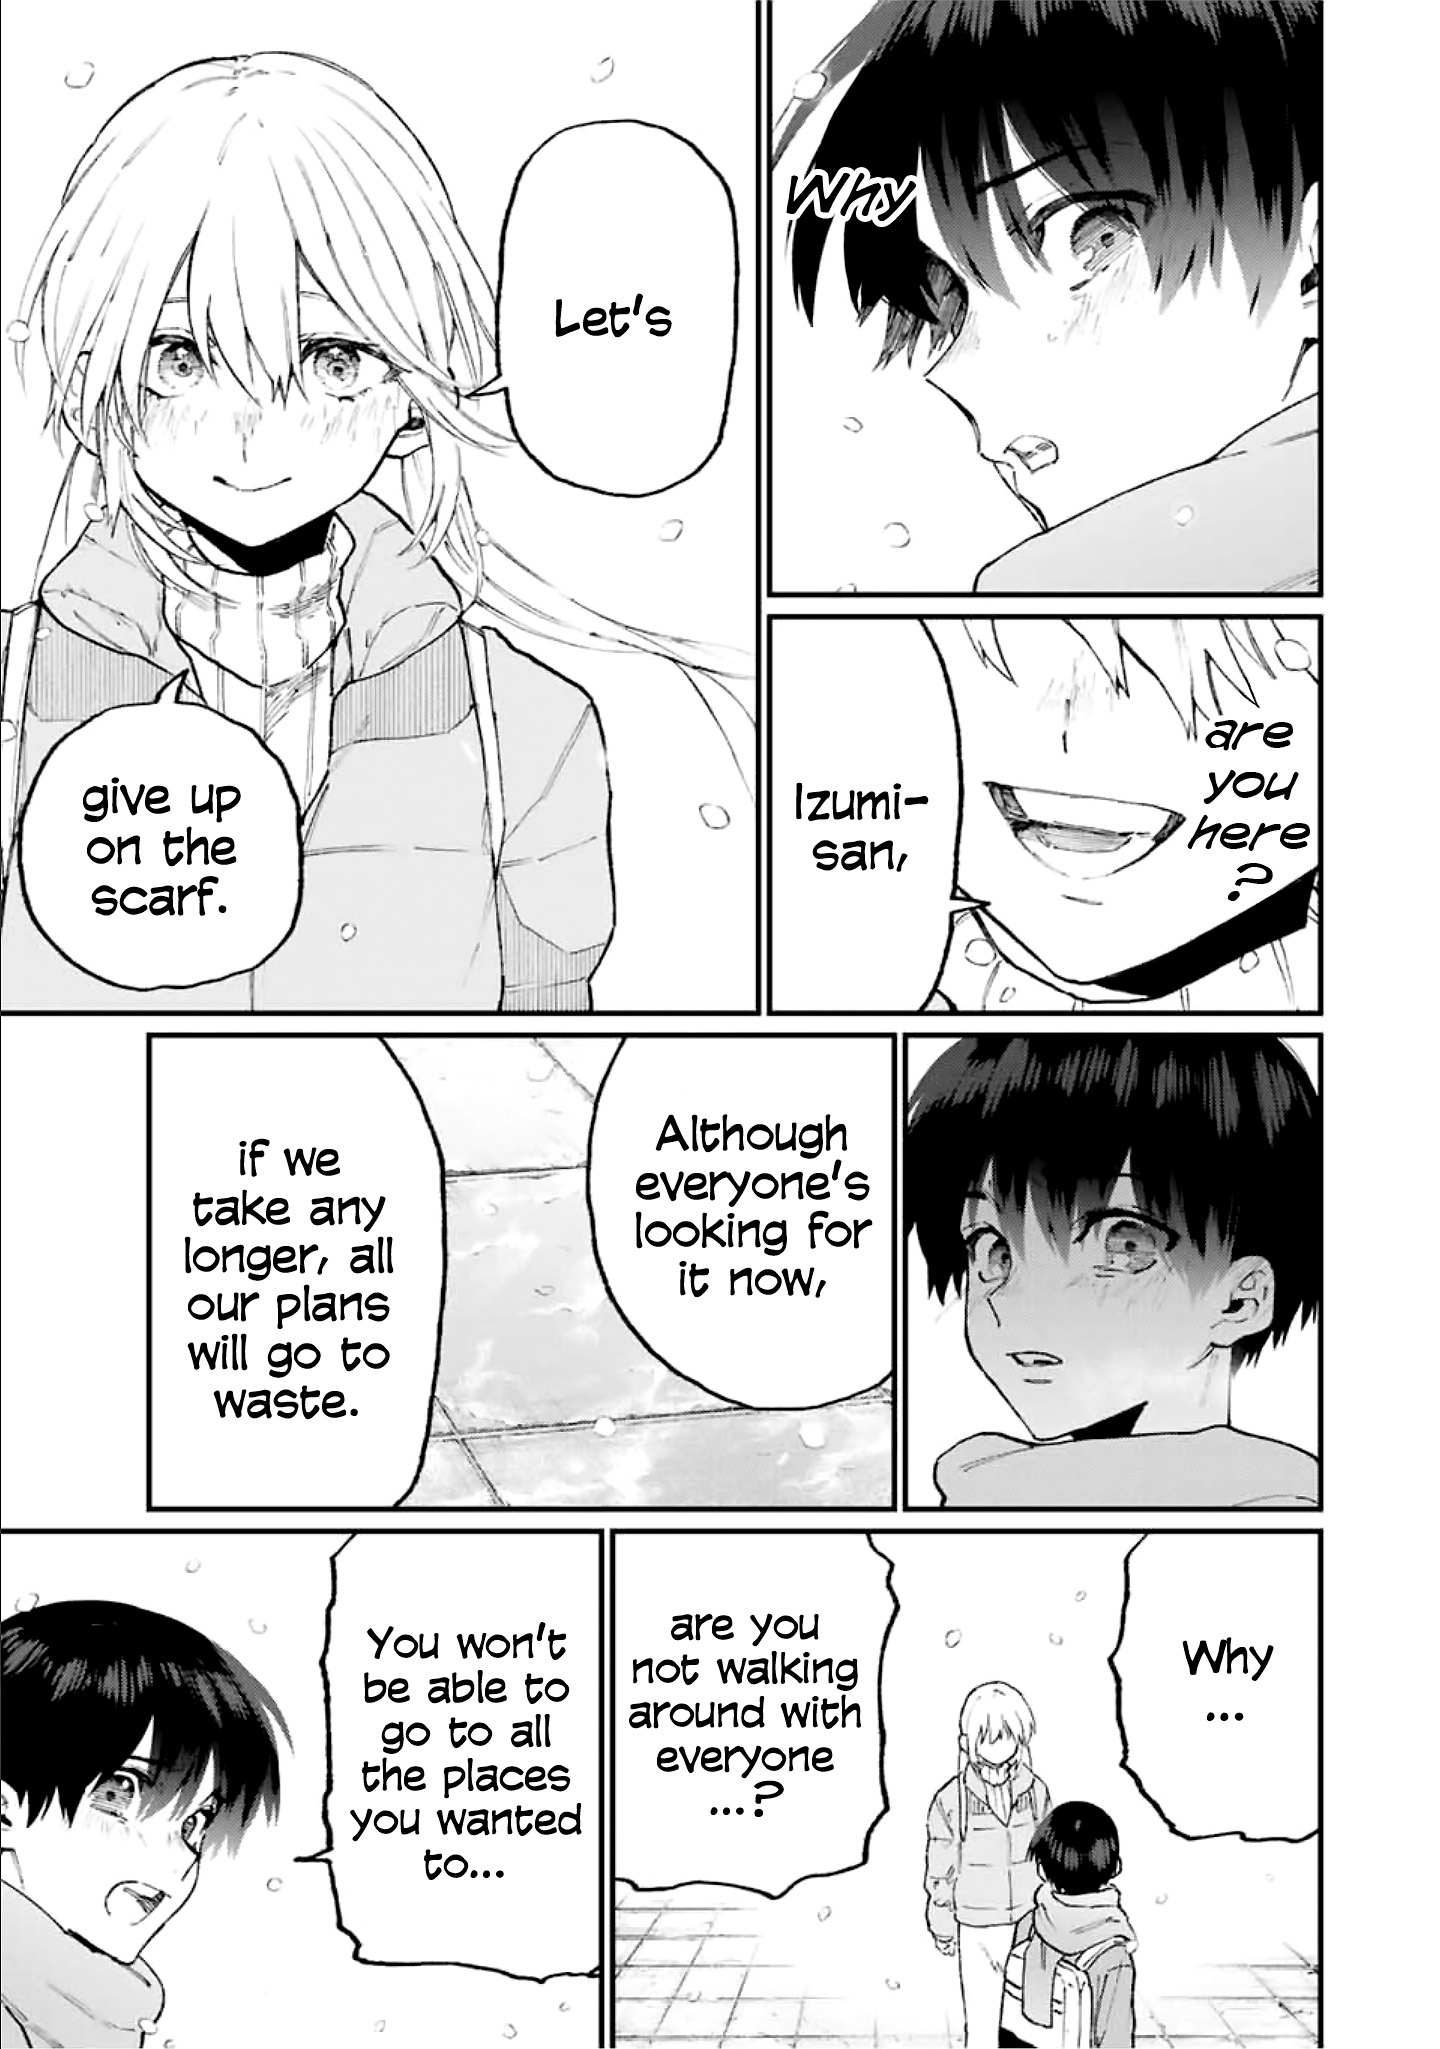 Why
are
you
here
?
Izumi-
san,
Let's
give up
on the
scarf.
Although
everyone's
looking for
it now,
if we
take any
longer, all
our plans
will go to
waste.
Why
...
are you
not walking
around with
everyone
...?
You won't
be able to
go to all
the places
you wanted
to...